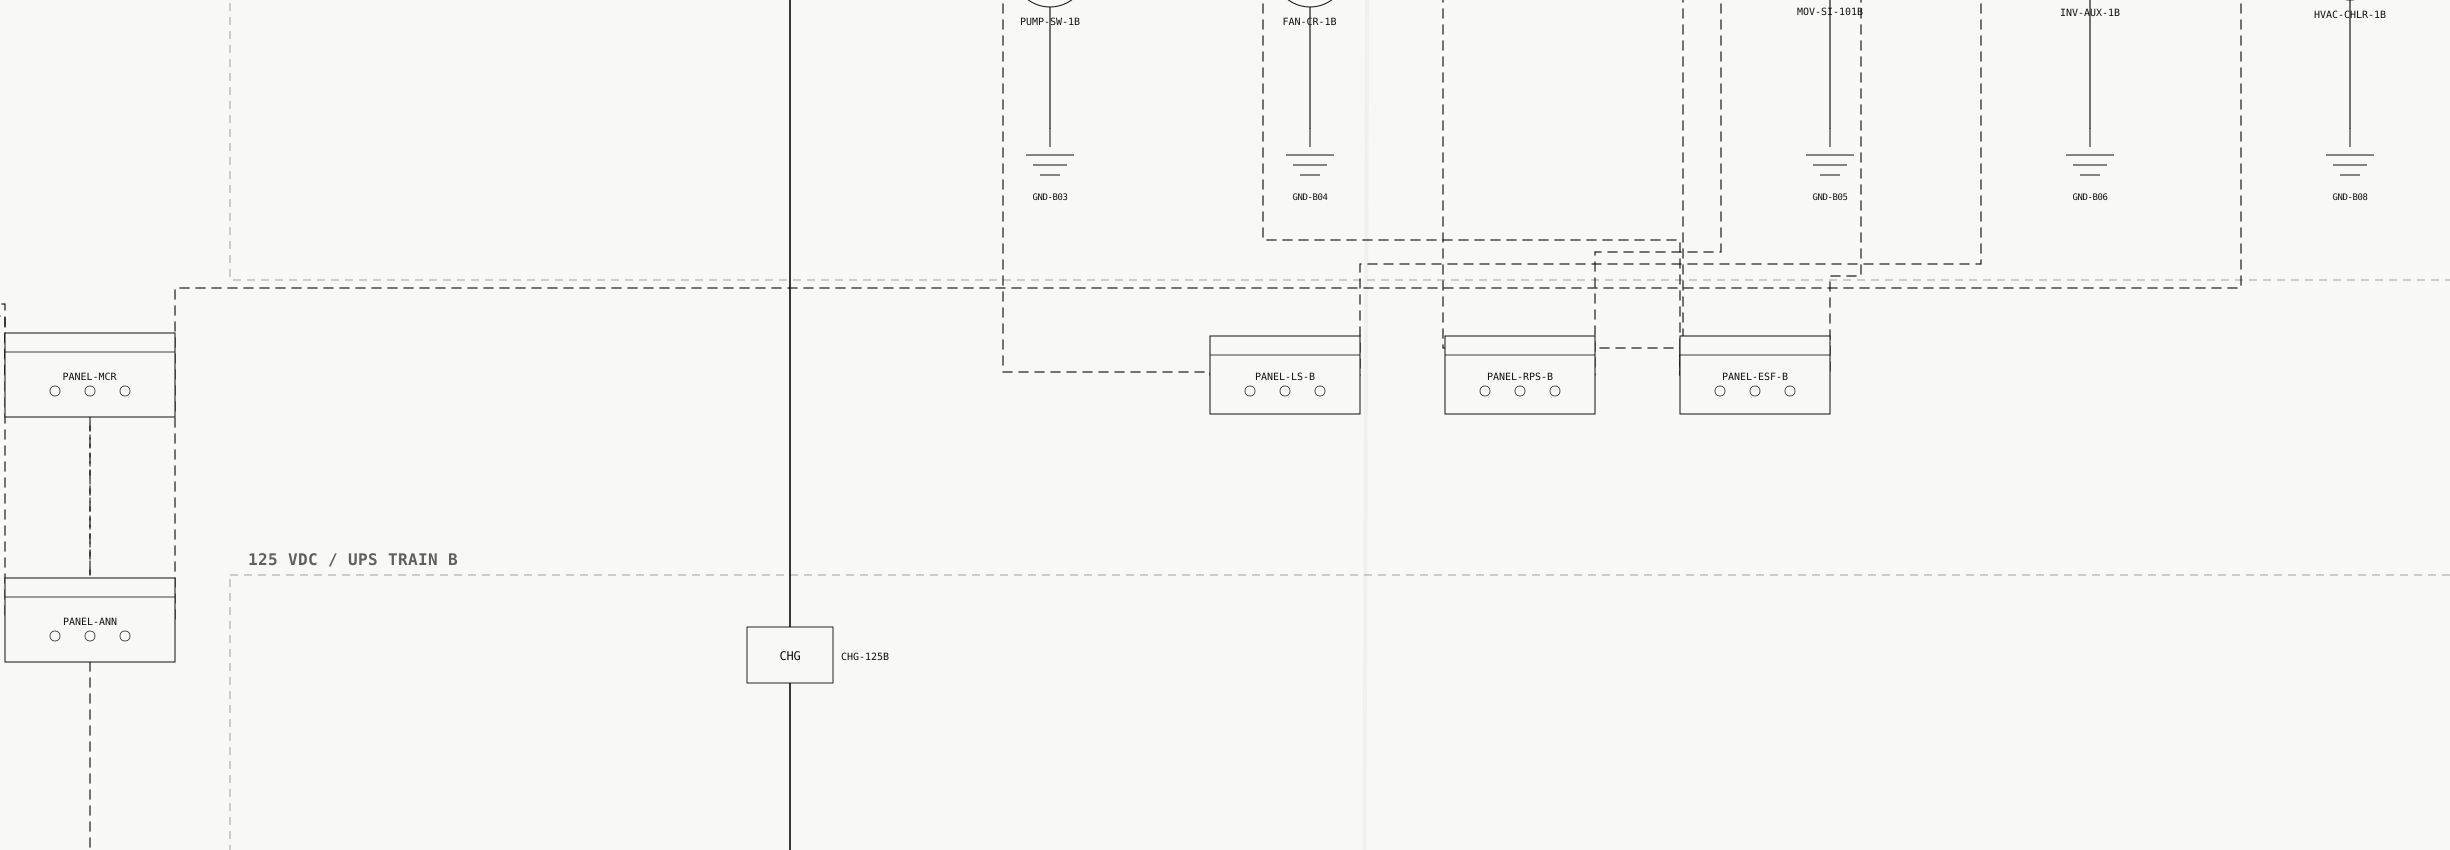 PUMP-SW-1B
FAN-CR-1B
MOV-SI-101B
INV-AUX-1B
HVAC-CHLR-1B
GND-B03
GND-B04
GND-B05
GND-B06
GND-B08
PANEL-MCR
PANEL-LS-B
PANEL-RPS-B
PANEL-ESF-B
125 VDC / UPS TRAIN B
PANEL-ANN
CHG
CHG-125B